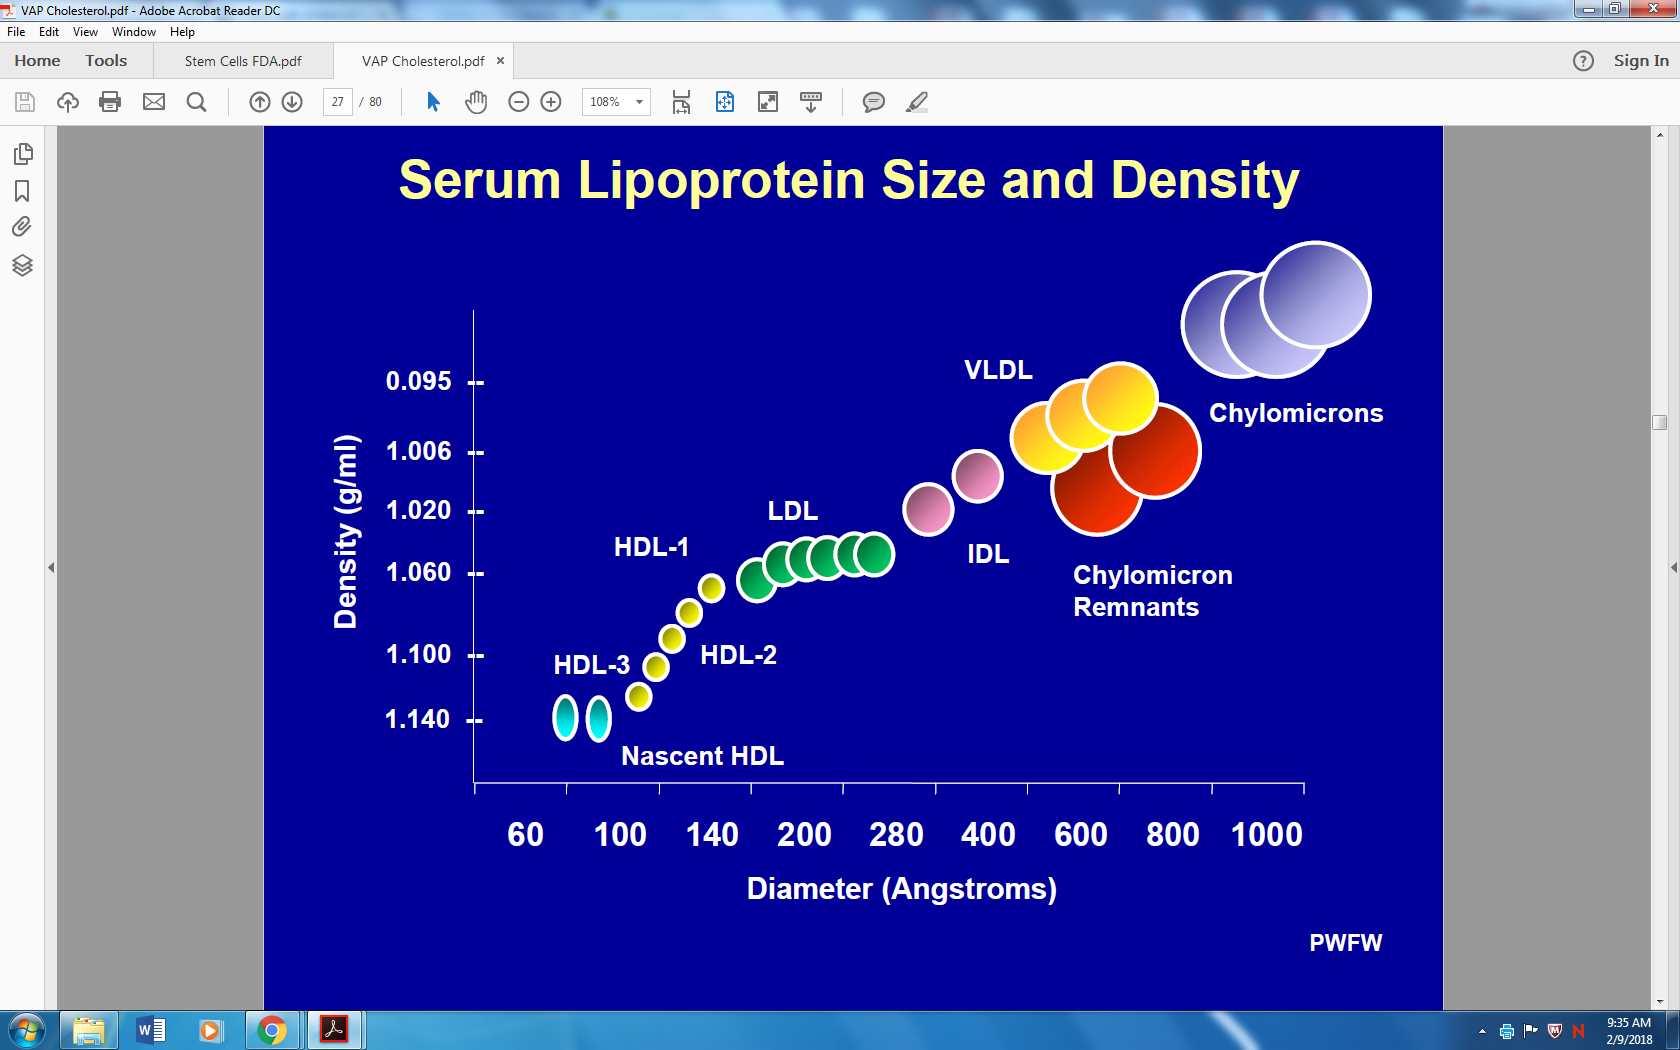 VAP Cholesterol.pdf - Adobe Acrobat Reader DC
File Edit View Window Help
Home Tools Stem Cells FDA.pdf VAP Cholesterol.pdf × ? Sign In
27 / 80 108%
Serum Lipoprotein Size and Density
VLDL
0.095
Chylomicrons
1.006
Density (g/ml)
1.020
LDL
HDL-1
IDL
1.060
Chylomicron
Remnants
1.100
HDL-3
HDL-2
1.140
Nascent HDL
60 100 140 200 280 400 600 800 1000
Diameter (Angstroms)
PWFW
9:35 AM
2/9/2018